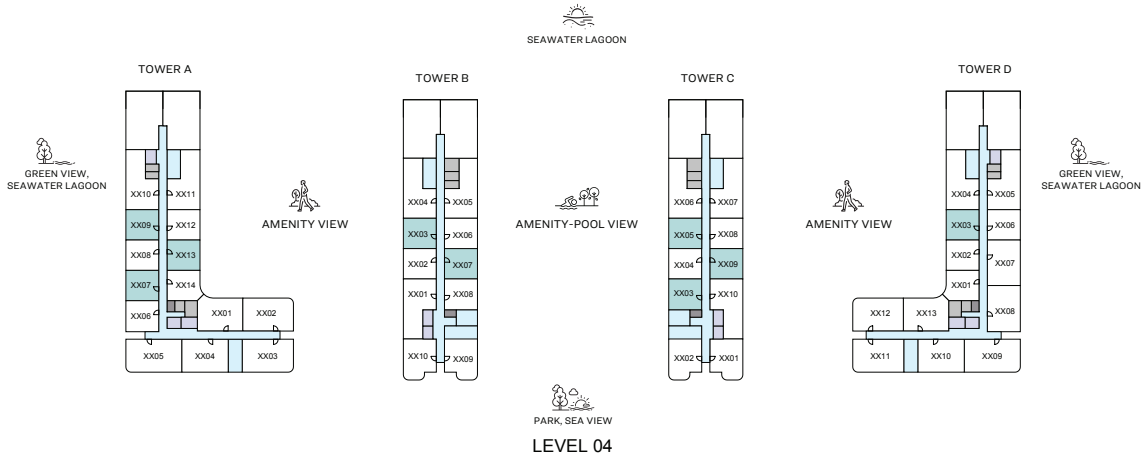 SEAWATER LAGOON
TOWER A
TOWER B
TOWER C
TOWER D
GREEN VIEW,
SEAWATER LAGOON
AMENITY VIEW
AMENITY-POOL VIEW
AMENITY VIEW
GREEN VIEW,
SEAWATER LAGOON
XX10 XX11
XX09 XX12
XX08 XX13
XX07 XX14
XX06 XX01 XX02
XX05 XX04 XX03
XX04 XX05
XX03 XX06
XX02 XX07
XX01 XX08
XX10 XX09
XX06 XX07
XX05 XX08
XX04 XX09
XX03 XX10
XX02 XX01
XX04 XX05
XX03 XX06
XX02 XX07
XX01
XX12 XX13 XX08
XX11 XX10 XX09
PARK, SEA VIEW
LEVEL 04